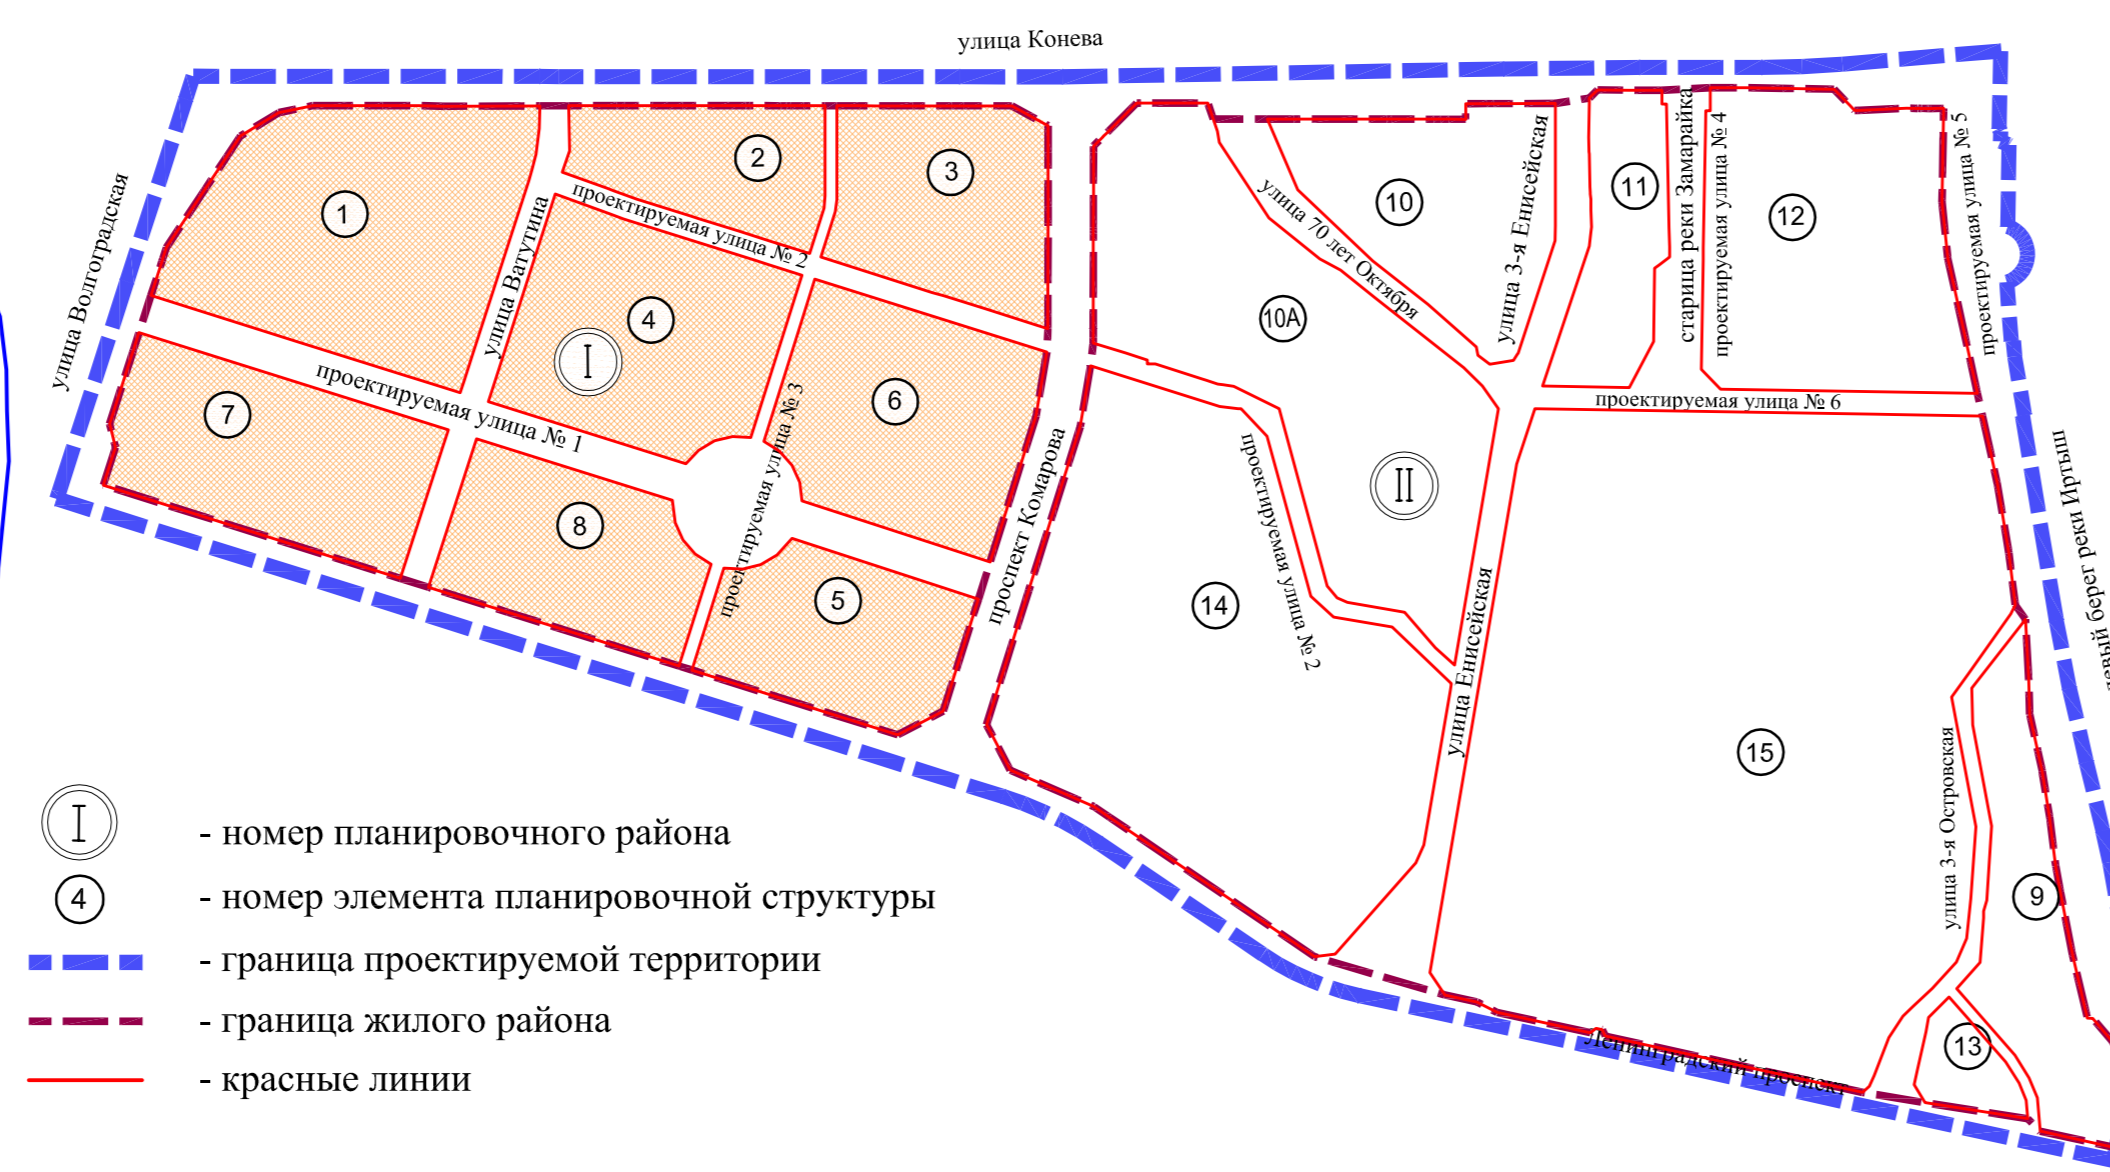 улица Конева
улица Волгоградская
1
2
3
проектируемая улица № 2
улица Ватутина
4
I
6
7
проектируемая улица № 1
проектируемая улица № 3
8
5
проспект Комарова
10
10А
улица 70 лет Октября
улица 3-я Енисейская
11
старица реки Замарайка
проектируемая улица № 4
12
проектируемая улица № 5
проектируемая улица № 6
II
14
проектируемая улица № 2
улица Енисейская
15
улица 3-я Островская
9
13
Ленинградский проспект
левый берег реки Иртыш
I
- номер планировочного района
4
- номер элемента планировочной структуры
- граница проектируемой территории
- граница жилого района
- красные линии